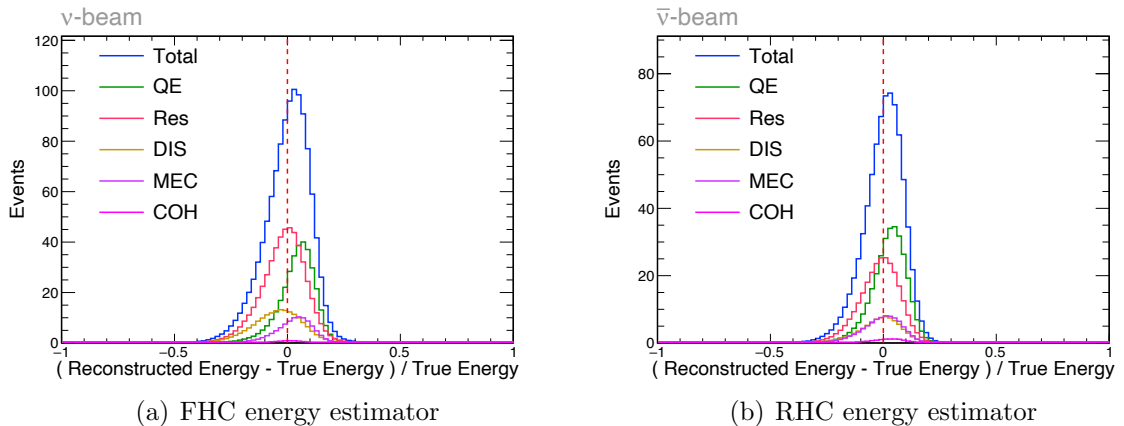 ν-beam
120
100
80
60
40
20
0
Events
Total
QE
Res
DIS
MEC
COH
−1
−0.5
0
0.5
1
( Reconstructed Energy - True Energy ) / True Energy
(a) FHC energy estimator
ν̅-beam
80
60
40
20
0
Events
Total
QE
Res
DIS
MEC
COH
−1
−0.5
0
0.5
1
( Reconstructed Energy - True Energy ) / True Energy
(b) RHC energy estimator